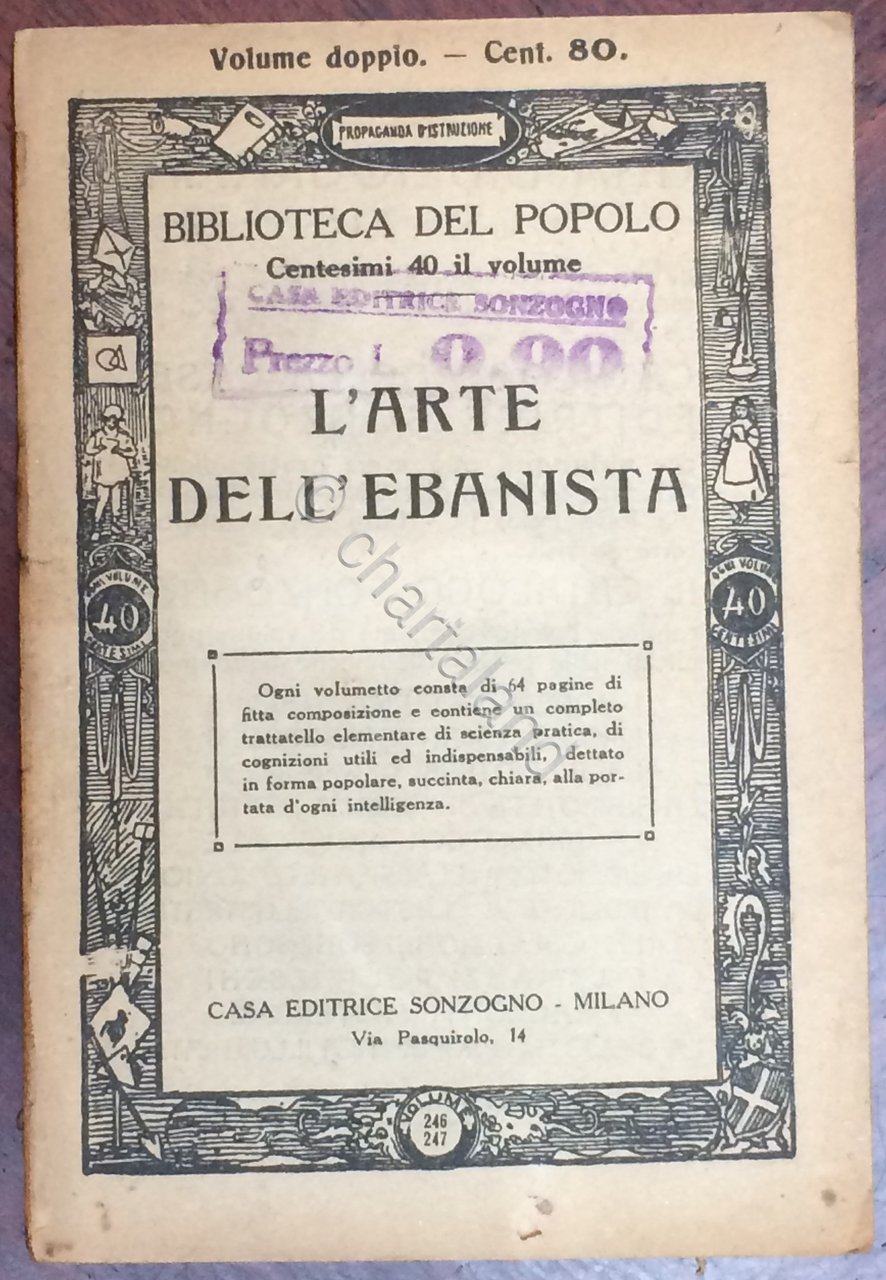 Volume doppio. — Cent. 80.
PROPAGANDA D'ISTRUZIONE
BIBLIOTECA DEL POPOLO
Centesimi 40 il volume
CASA EDITRICE SONZOGNO
Prezzo L. 0.90
L'ARTE
DELL'EBANISTA
OGNI VOLUME
40
CENTESIMI
OGNI VOLUME
40
CENTESIMI
Ogni volumetto consta di 64 pagine di
fitta composizione e contiene un completo
trattatello elementare di scienza pratica, di
cognizioni utili ed indispensabili, dettato
in forma popolare, succinta, chiara, alla por-
tata d'ogni intelligenza.
CASA EDITRICE SONZOGNO - MILANO
Via Pasquirolo, 14
VOLUME
246
247
© chartaland